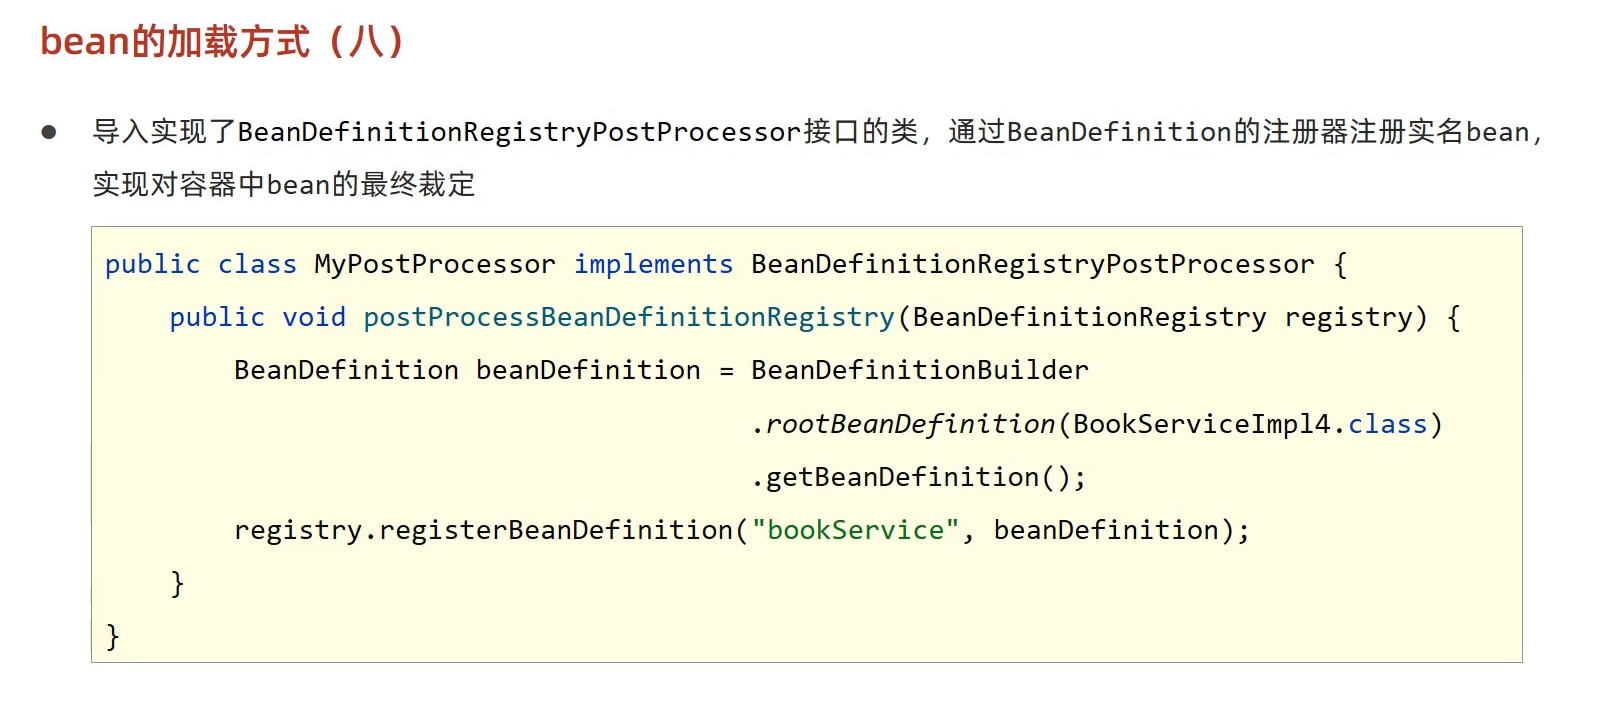 bean的加载方式（八）
● 导入实现了BeanDefinitionRegistryPostProcessor接口的类，通过BeanDefinition的注册器注册实名bean，
实现对容器中bean的最终裁定
public class MyPostProcessor implements BeanDefinitionRegistryPostProcessor {
    public void postProcessBeanDefinitionRegistry(BeanDefinitionRegistry registry) {
        BeanDefinition beanDefinition = BeanDefinitionBuilder
                                        .rootBeanDefinition(BookServiceImpl4.class)
                                        .getBeanDefinition();
        registry.registerBeanDefinition("bookService", beanDefinition);
    }
}